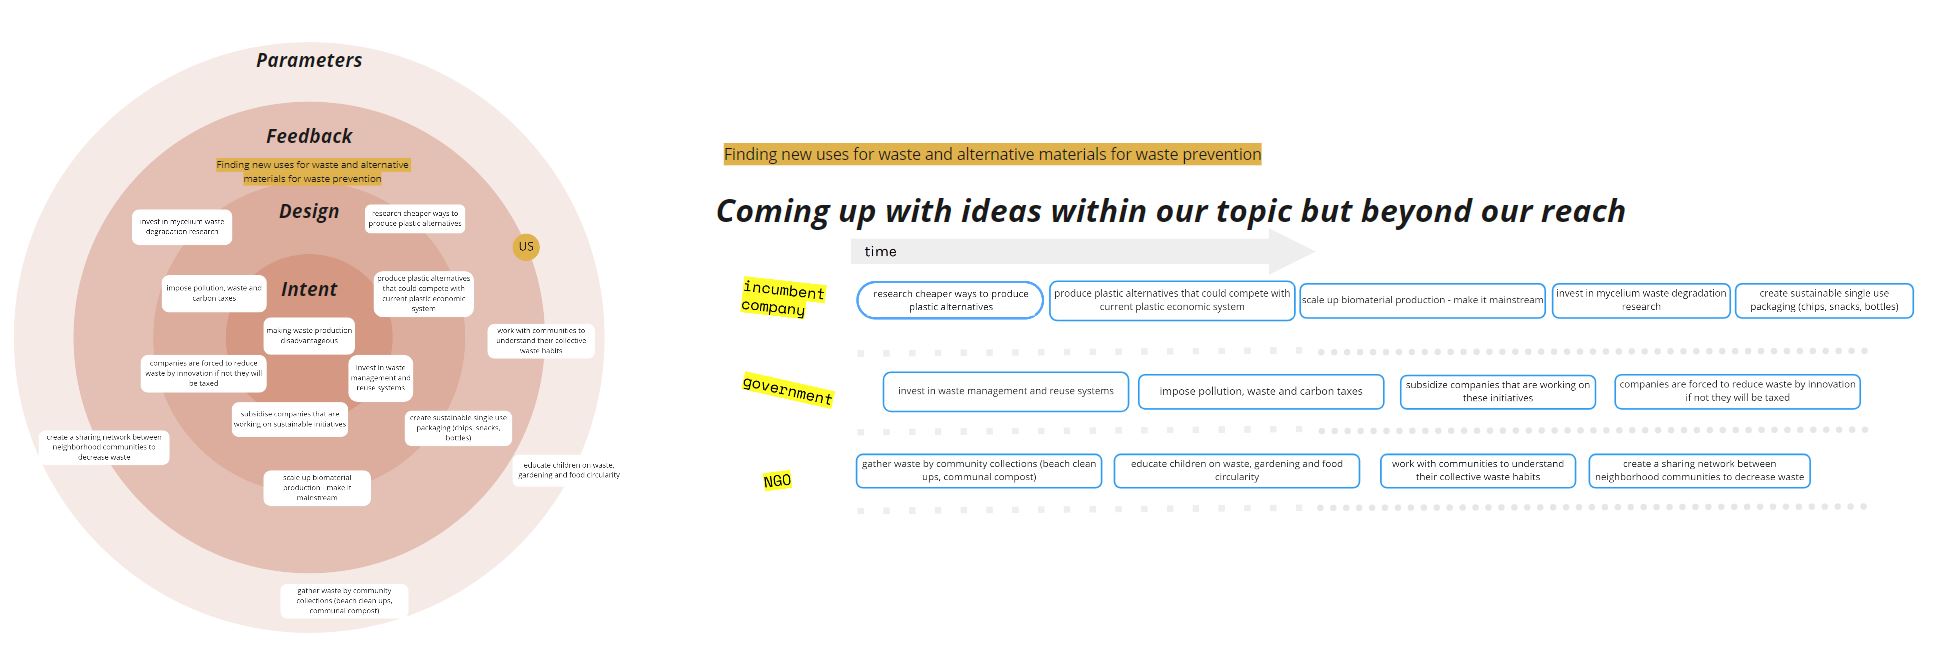 Parameters
Feedback
Finding new uses for waste and alternative
materials for waste prevention
Design
invest in mycelium waste
degradation research
research cheaper ways to
produce plastic alternatives
US
Intent
impose pollution, waste and
carbon taxes
produce plastic alternatives
that could compete with
current plastic economic
system
making waste production
disadvantageous
work with communities to
understand their collective
waste habits
companies are forced to reduce
waste by innovation if not they will
be taxed
invest in waste
management and
reuse systems
subsidise companies that are
working on sustainable initiatives
create sustainable single use
packaging (chips, snacks,
bottles)
create a sharing network between
neighborhood communities to
decrease waste
educate children on waste,
gardening and food circularity
scale up biomaterial
production - make it
mainstream
gather waste by community
collections (beach clean ups,
communal compost)
Finding new uses for waste and alternative materials for waste prevention
Coming up with ideas within our topic but beyond our reach
time
incumbent
company
research cheaper ways to produce
plastic alternatives
produce plastic alternatives that could compete with
current plastic economic system
scale up biomaterial production - make it mainstream
invest in mycelium waste degradation
research
create sustainable single use
packaging (chips, snacks, bottles)
government
invest in waste management and reuse systems
impose pollution, waste and carbon taxes
subsidize companies that are working on
these initiatives
companies are forced to reduce waste by innovation
if not they will be taxed
NGO
gather waste by community collections (beach clean
ups, communal compost)
educate children on waste, gardening and food
circularity
work with communities to understand
their collective waste habits
create a sharing network between
neighborhood communities to decrease waste